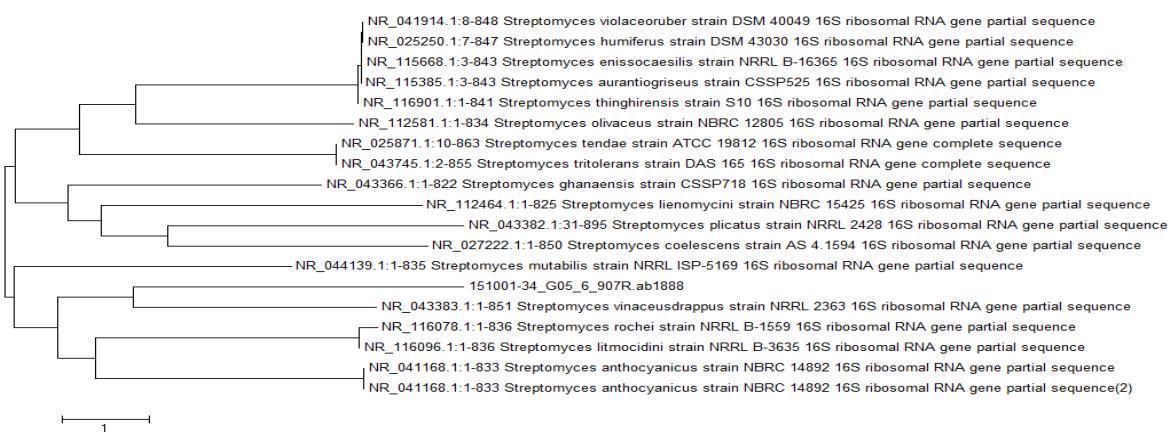 NR_041914.1:8-848 Streptomyces violaceoruber strain DSM 40049 16S ribosomal RNA gene partial sequence
NR_025250.1:7-847 Streptomyces humiferus strain DSM 43030 16S ribosomal RNA gene partial sequence
NR_115668.1:3-843 Streptomyces enissocaesilis strain NRRL B-16365 16S ribosomal RNA gene partial sequence
NR_115385.1:3-843 Streptomyces aurantiogriseus strain CSSP525 16S ribosomal RNA gene partial sequence
NR_116901.1:1-841 Streptomyces thinghirensis strain S10 16S ribosomal RNA gene partial sequence
NR_112581.1:1-834 Streptomyces olivaceus strain NBRC 12805 16S ribosomal RNA gene partial sequence
NR_025871.1:10-863 Streptomyces tendae strain ATCC 19812 16S ribosomal RNA gene complete sequence
NR_043745.1:2-855 Streptomyces tritolerans strain DAS 165 16S ribosomal RNA gene complete sequence
NR_043366.1:1-822 Streptomyces ghanaensis strain CSSP718 16S ribosomal RNA gene partial sequence
NR_112464.1:1-825 Streptomyces lienomycini strain NBRC 15425 16S ribosomal RNA gene partial sequence
NR_043382.1:31-895 Streptomyces plicatus strain NRRL 2428 16S ribosomal RNA gene partial sequence
NR_027222.1:1-850 Streptomyces coelescens strain AS 4.1594 16S ribosomal RNA gene partial sequence
NR_044139.1:1-835 Streptomyces mutabilis strain NRRL ISP-5169 16S ribosomal RNA gene partial sequence
151001-34_G05_6_907R.ab1888
NR_043383.1:1-851 Streptomyces vinaceusdrappus strain NRRL 2363 16S ribosomal RNA gene partial sequence
NR_116078.1:1-836 Streptomyces rochei strain NRRL B-1559 16S ribosomal RNA gene partial sequence
NR_116096.1:1-836 Streptomyces litmocidini strain NRRL B-3635 16S ribosomal RNA gene partial sequence
NR_041168.1:1-833 Streptomyces anthocyanicus strain NBRC 14892 16S ribosomal RNA gene partial sequence
NR_041168.1:1-833 Streptomyces anthocyanicus strain NBRC 14892 16S ribosomal RNA gene partial sequence(2)
1